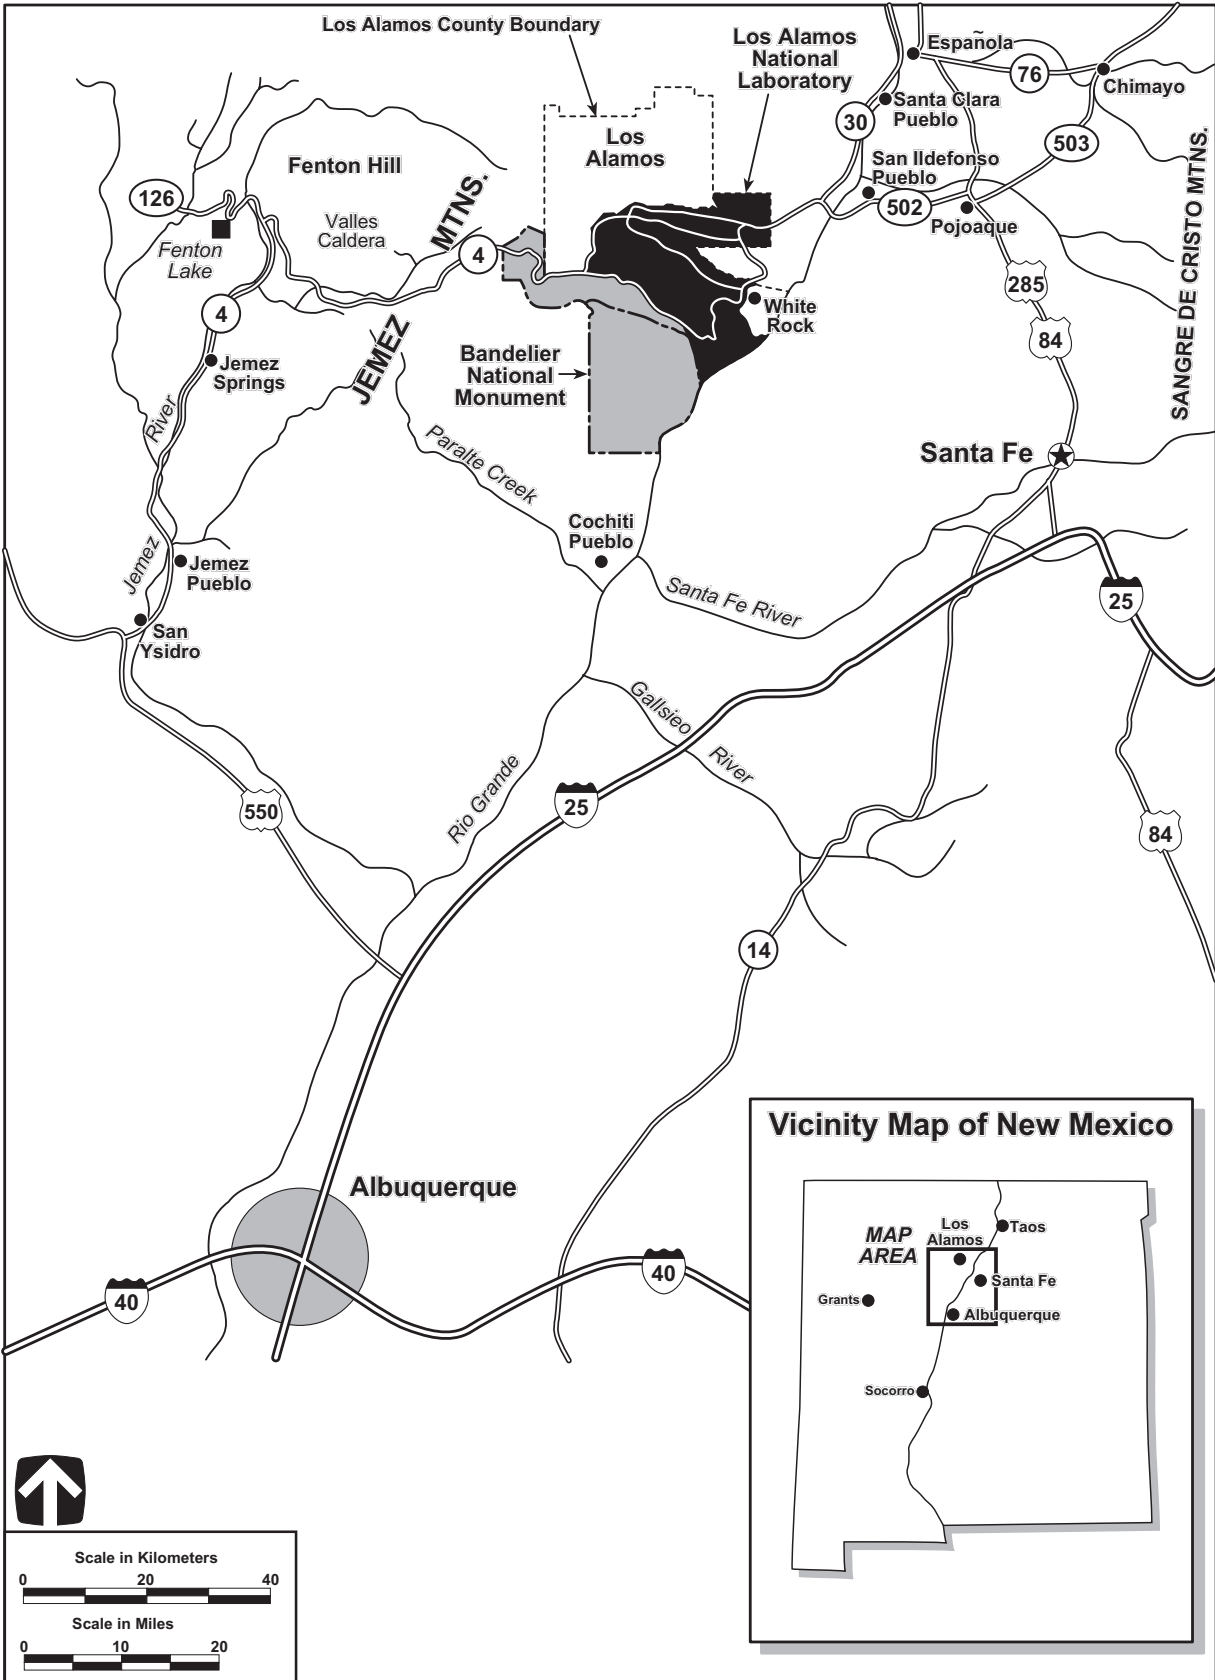 Los Alamos County Boundary
Los Alamos
National
Laboratory
Española
76
Chimayo
Santa Clara
Pueblo
30
503
Los
Alamos
San Ildefonso
Pueblo
502
Pojoaque
Fenton Hill
126
Valles
Caldera
Fenton
Lake
JEMEZ
MTNS.
4
4
285
84
SANGRE DE CRISTO MTNS.
White
Rock
Jemez
Springs
Bandelier
National
Monument
Jemez
River
Paralte Creek
Santa Fe
Cochiti
Pueblo
Jemez
Pueblo
Santa Fe River
25
San
Ysidro
Gallsieo
River
Rio Grande
550
25
84
14
Albuquerque
40
40
Vicinity Map of New Mexico
MAP
AREA
Los
Alamos
Taos
Santa Fe
Grants
Albuquerque
Socorro
Scale in Kilometers
0 20 40
Scale in Miles
0 10 20